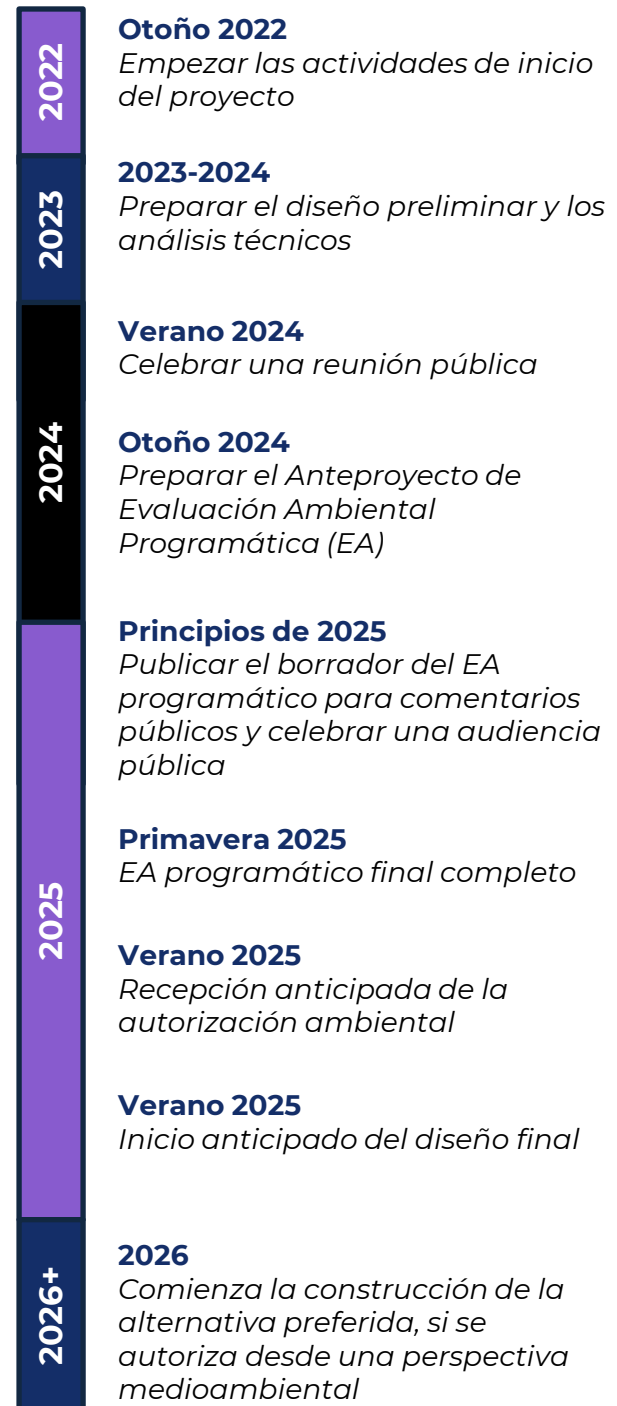 2022
Otoño 2022
Empezar las actividades de inicio
del proyecto
2023
2023-2024
Preparar el diseño preliminar y los
análisis técnicos
2024
Verano 2024
Celebrar una reunión pública
Otoño 2024
Preparar el Anteproyecto de
Evaluación Ambiental
Programática (EA)
2025
Principios de 2025
Publicar el borrador del EA
programático para comentarios
públicos y celebrar una audiencia
pública
Primavera 2025
EA programático final completo
Verano 2025
Recepción anticipada de la
autorización ambiental
Verano 2025
Inicio anticipado del diseño final
2026+
2026
Comienza la construcción de la
alternativa preferida, si se
autoriza desde una perspectiva
medioambiental